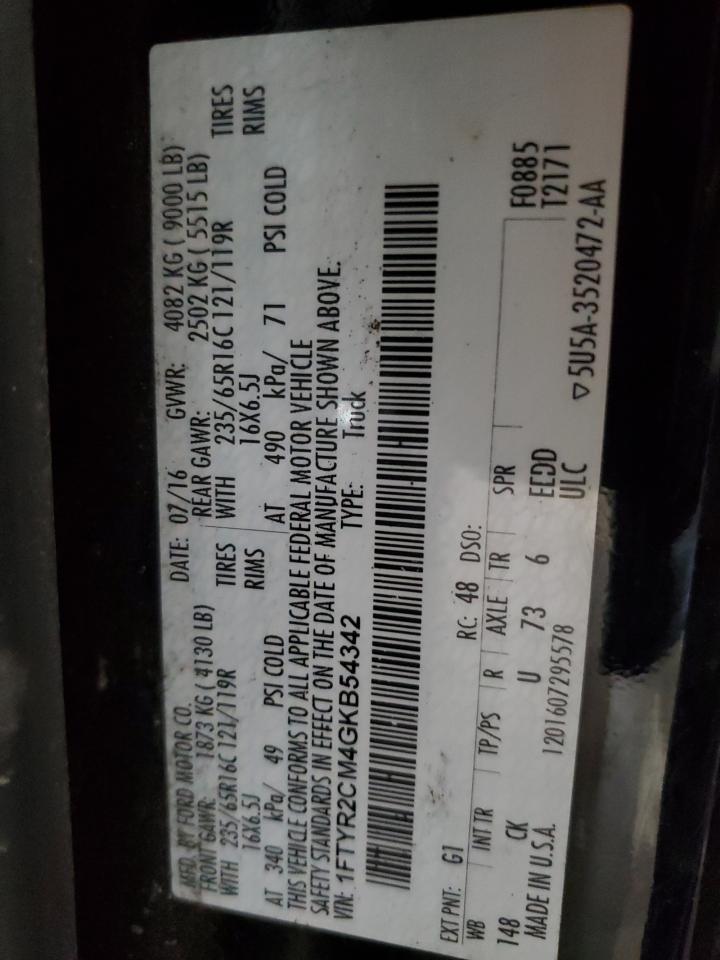 MFD. BY FORD MOTOR CO. DATE: 07/16 GVWR: 4082 KG ( 9000 LB)
FRONT GAWR: 1873 KG ( 4130 LB) REAR GAWR: 2502 KG ( 5515 LB)
WITH 235/65R16C 121/119R TIRES WITH 235/65R16C 121/119R TIRES
16X6.5J RIMS 16X6.5J RIMS
AT 340 kPa/ 49 PSI COLD AT 490 kPa/ 71 PSI COLD
THIS VEHICLE CONFORMS TO ALL APPLICABLE FEDERAL MOTOR VEHICLE
SAFETY STANDARDS IN EFFECT ON THE DATE OF MANUFACTURE SHOWN ABOVE.
VIN: 1FTYR2CM4GKB54342 TYPE: Truck
EXT PNT: G1 RC: 48 DSO: F0885
WB INT TR TP/PS R AXLE TR SPR T2171
148 CK U 73 6 EEDD
MADE IN U.S.A. 1201607295578 ULC ▽5U5A-3520472-AA